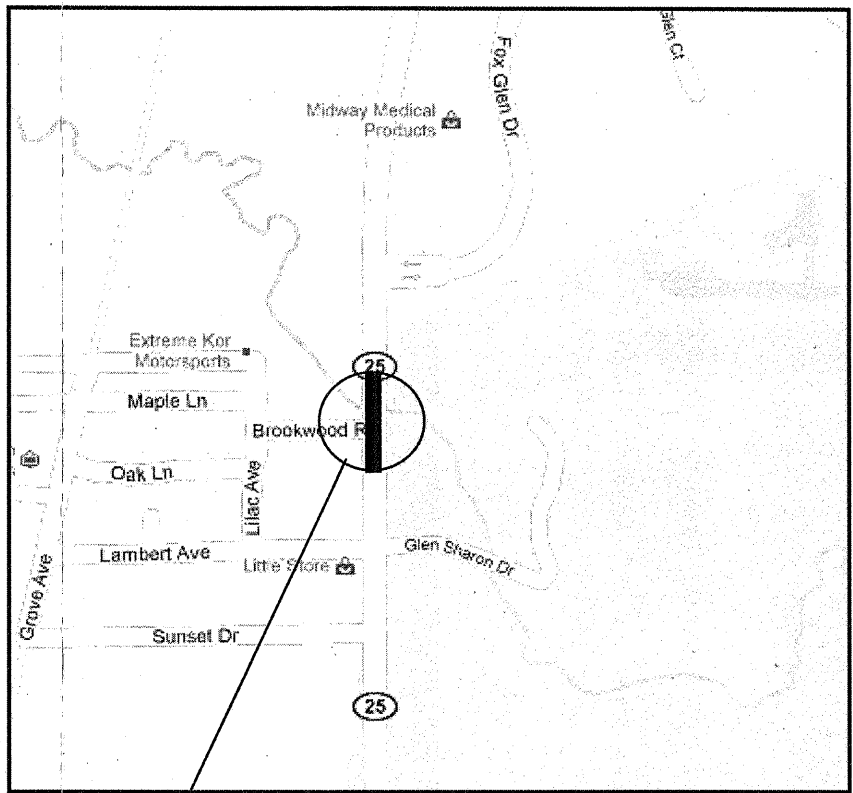 Glen Ct
Fox Glen Dr
Midway Medical
Products
Extreme Kor
Motorsports
25
Maple Ln
Brookwood R
Oak Ln
Lilac Ave
Lambert Ave
Glen Sharon Dr
Little Store
Grove Ave
Sunset Dr
25